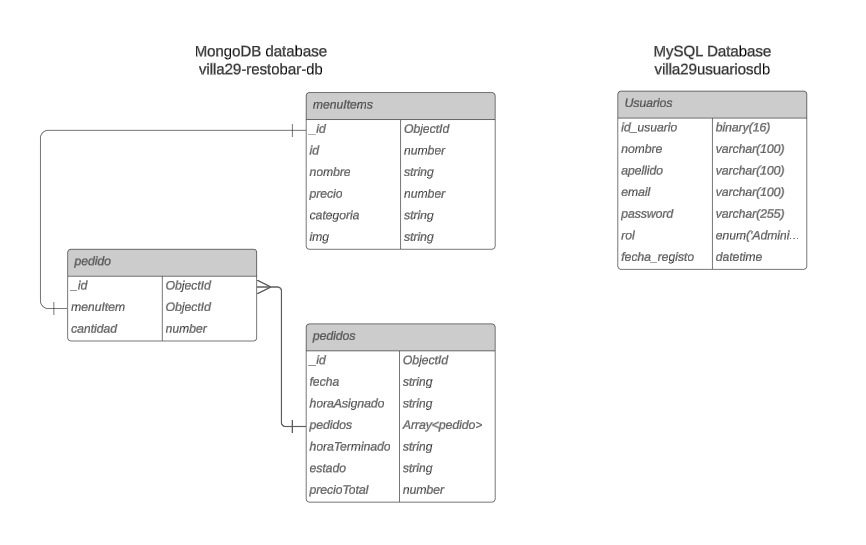 MongoDB database
villa29-restobar-db
menuItems
_id ObjectId
id number
nombre string
precio number
categoria string
img string
pedido
_id ObjectId
menuItem ObjectId
cantidad number
pedidos
_id ObjectId
fecha string
horaAsignado string
pedidos Array<pedido>
horaTerminado string
estado string
precioTotal number
MySQL Database
villa29usuariosdb
Usuarios
id_usuario binary(16)
nombre varchar(100)
apellido varchar(100)
email varchar(100)
password varchar(255)
rol enum('Admini...
fecha_registo datetime